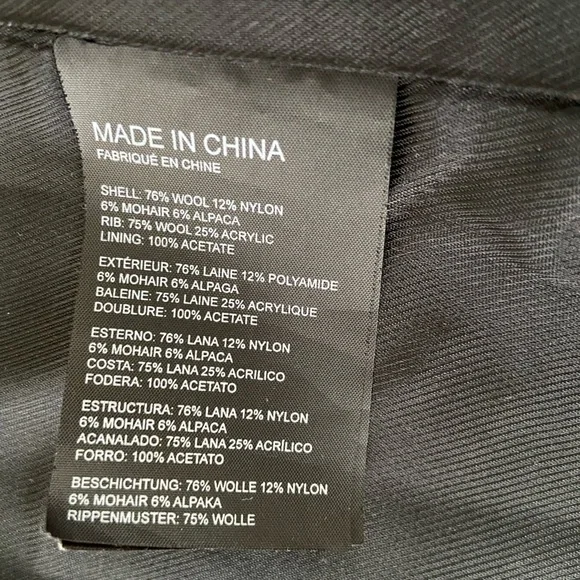 MADE IN CHINA
FABRIQUÉ EN CHINE
SHELL: 76% WOOL 12% NYLON
6% MOHAIR 6% ALPACA
RIB: 75% WOOL 25% ACRYLIC
LINING: 100% ACETATE
EXTÉRIEUR: 76% LAINE 12% POLYAMIDE
6% MOHAIR 6% ALPAGA
BALEINE: 75% LAINE 25% ACRYLIQUE
DOUBLURE: 100% ACETATE
ESTERNO: 76% LANA 12% NYLON
6% MOHAIR 6% ALPACA
COSTA: 75% LANA 25% ACRILICO
FODERA: 100% ACETATO
ESTRUCTURA: 76% LANA 12% NYLON
6% MOHAIR 6% ALPACA
ACANALADO: 75% LANA 25% ACRÍLICO
FORRO: 100% ACETATO
BESCHICHTUNG: 76% WOLLE 12% NYLON
6% MOHAIR 6% ALPAKA
RIPPENMUSTER: 75% WOLLE